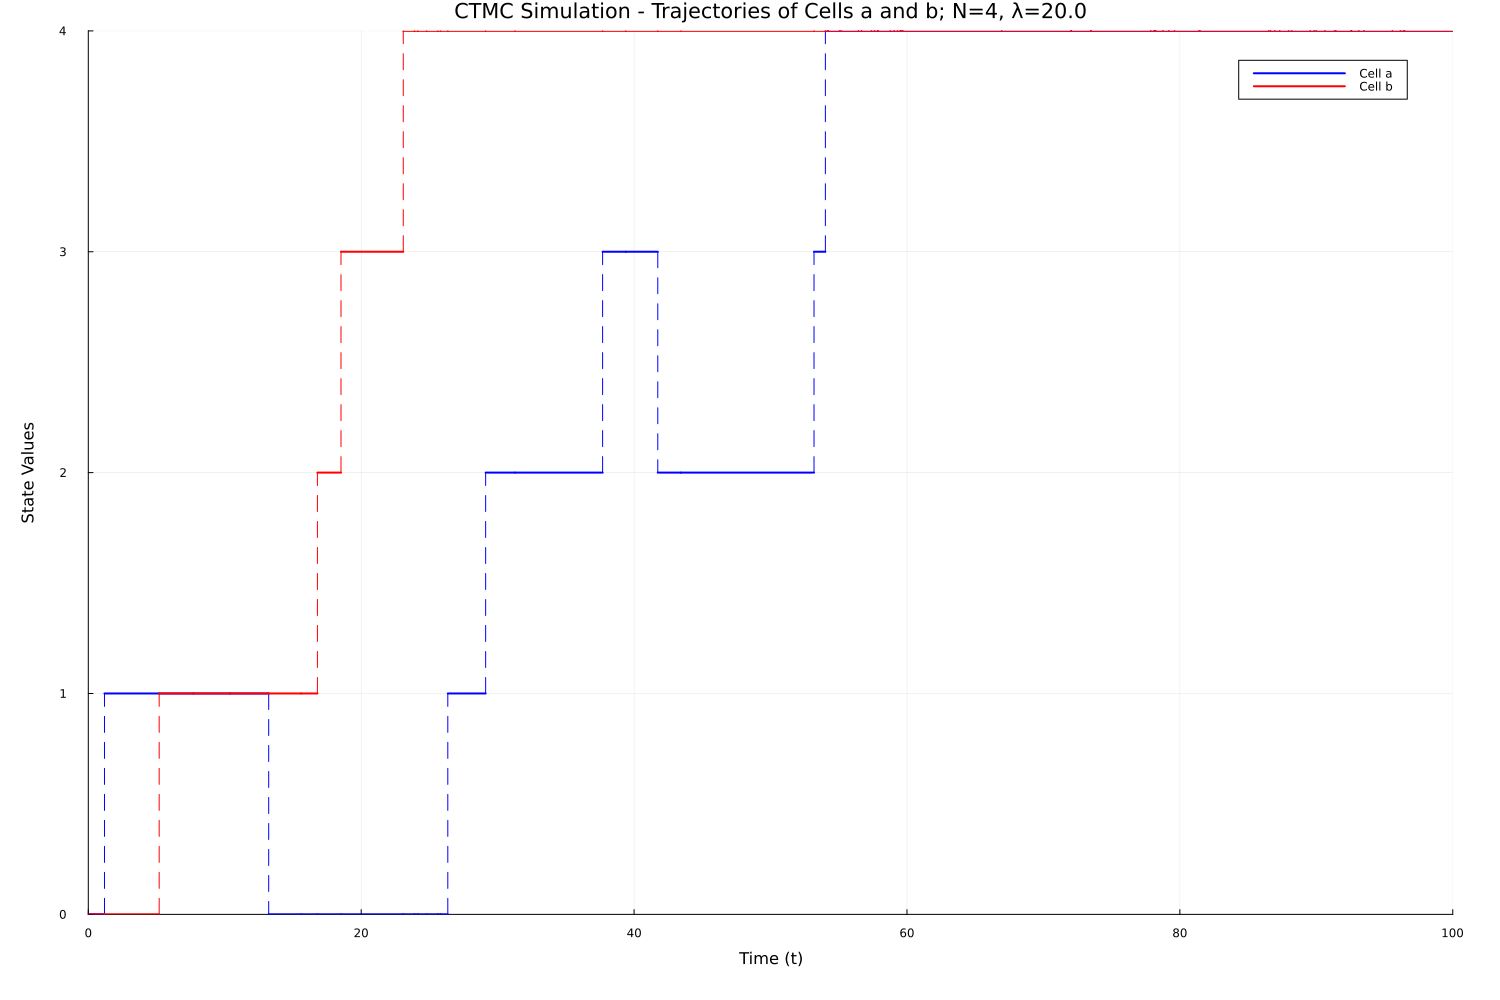 CTMC Simulation - Trajectories of Cells a and b; N=4, λ=20.0
4
Cell a
Cell b
3
State Values
2
1
0
0 20 40 60 80 100
Time (t)